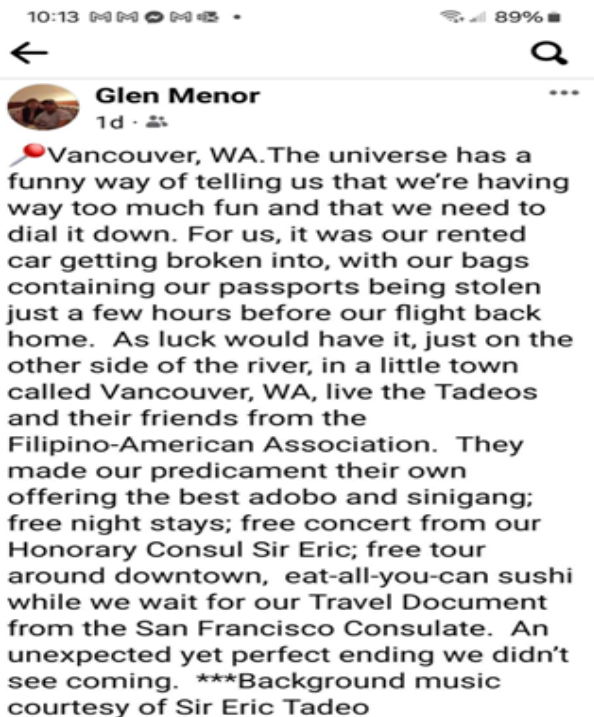 10:13
89%
Glen Menor
1d
Vancouver, WA.The universe has a
funny way of telling us that we're having
way too much fun and that we need to
dial it down. For us, it was our rented
car getting broken into, with our bags
containing our passports being stolen
just a few hours before our flight back
home.  As luck would have it, just on the
other side of the river, in a little town
called Vancouver, WA, live the Tadeos
and their friends from the
Filipino-American Association.  They
made our predicament their own
offering the best adobo and sinigang;
free night stays; free concert from our
Honorary Consul Sir Eric; free tour
around downtown,  eat-all-you-can sushi
while we wait for our Travel Document
from the San Francisco Consulate.  An
unexpected yet perfect ending we didn't
see coming.  ***Background music
courtesy of Sir Eric Tadeo